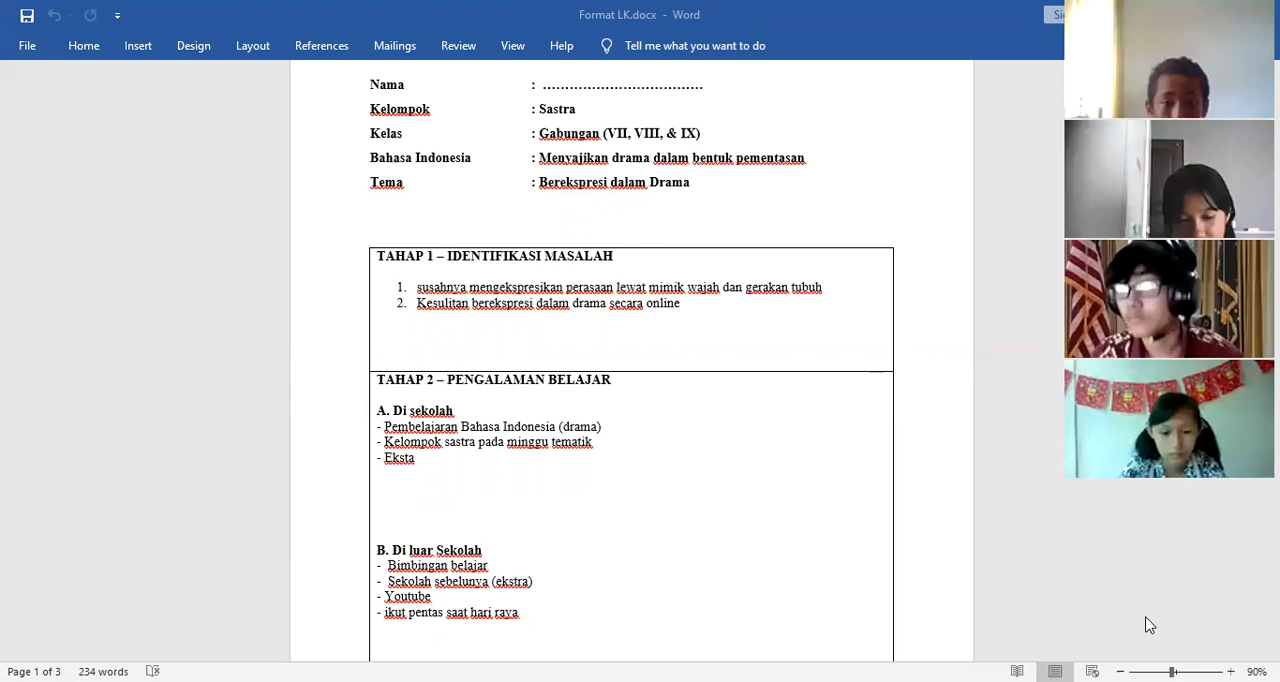 Format LK.docx - Word
Si
File Home Insert Design Layout References Mailings Review View Help Tell me what you want to do
Nama : ……………………………
Kelompok : Sastra
Kelas : Gabungan (VII, VIII, & IX)
Bahasa Indonesia : Menyajikan drama dalam bentuk pementasan
Tema : Berekspresi dalam Drama
TAHAP 1 – IDENTIFIKASI MASALAH
1. susahnya mengekspresikan perasaan lewat mimik wajah dan gerakan tubuh
2. Kesulitan berekspresi dalam drama secara online
TAHAP 2 – PENGALAMAN BELAJAR
A. Di sekolah
- Pembelajaran Bahasa Indonesia (drama)
- Kelompok sastra pada minggu tematik
- Eksta
B. Di luar Sekolah
- Bimbingan belajar
- Sekolah sebelunya (ekstra)
- Youtube
- ikut pentas saat hari raya
Page 1 of 3 234 words 90%